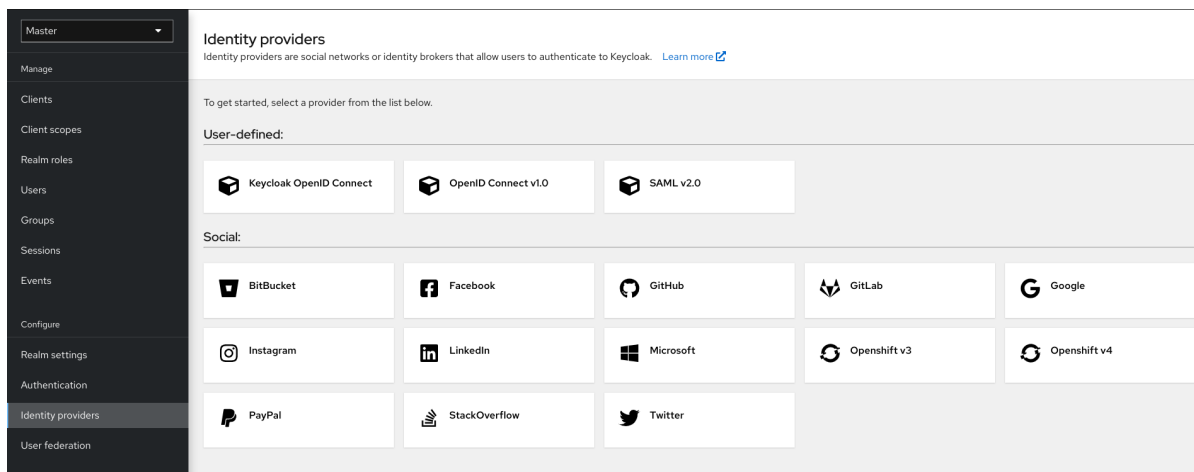 Master
Manage
Clients
Client scopes
Realm roles
Users
Groups
Sessions
Events
Configure
Realm settings
Authentication
Identity providers
User federation
Identity providers
Identity providers are social networks or identity brokers that allow users to authenticate to Keycloak. Learn more
To get started, select a provider from the list below.
User-defined:
Keycloak OpenID Connect
OpenID Connect v1.0
SAML v2.0
Social:
BitBucket
Facebook
GitHub
GitLab
Google
Instagram
LinkedIn
Microsoft
Openshift v3
Openshift v4
PayPal
StackOverflow
Twitter